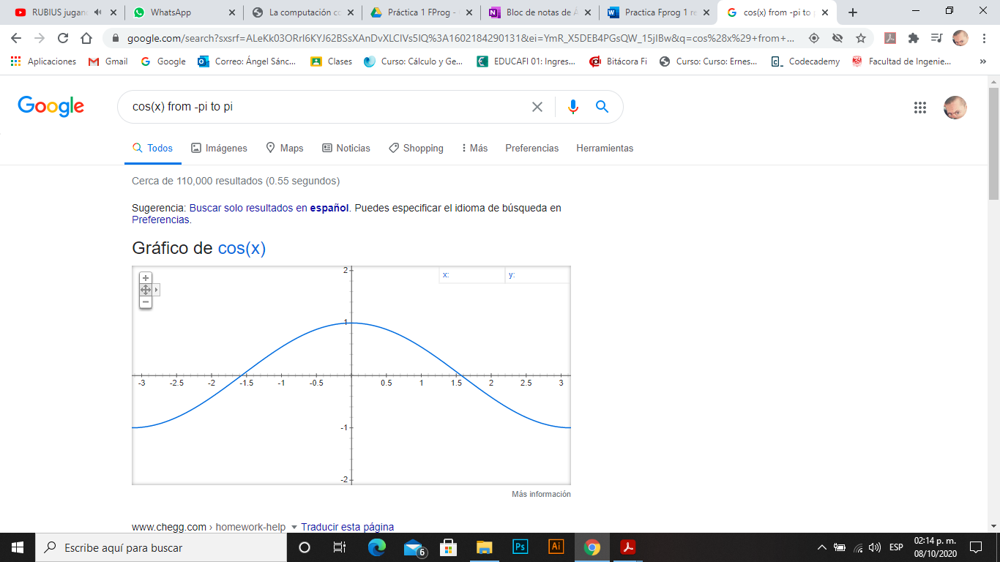 RUBIUS jugand
WhatsApp
La computación co
Práctica 1 FProg -
Bloc de notas de Á
Practica Fprog 1 re
cos(x) from -pi to p
google.com/search?sxsrf=ALeKk03ORrI6KYJ62BSsXAnDvXLCIVs5IQ%3A1602184290131&ei=YmR_X5DEB4PGsQW_15jIBw&q=cos%28x%29+from+...
Aplicaciones
Gmail
Google
Correo: Ángel Sánc...
Clases
Curso: Cálculo y Ge...
EDUCAFI 01: Ingres...
Bitácora Fi
Curso: Curso: Ernes...
Codecademy
Facultad de Ingenie...
»
Google
cos(x) from -pi to pi
Todos
Imágenes
Maps
Noticias
Shopping
Más
Preferencias
Herramientas
Cerca de 110,000 resultados (0.55 segundos)
Sugerencia: Buscar solo resultados en español. Puedes especificar el idioma de búsqueda en
Preferencias.
Gráfico de cos(x)
x:
y:
2
1
-3 -2.5 -2 -1.5 -1 -0.5 0.5 1 1.5 2 2.5 3
-1
-2
Más información
www.chegg.com › homework-help Traducir esta página
Escribe aquí para buscar
6
Ps
Ai
ESP
02:14 p. m.
08/10/2020